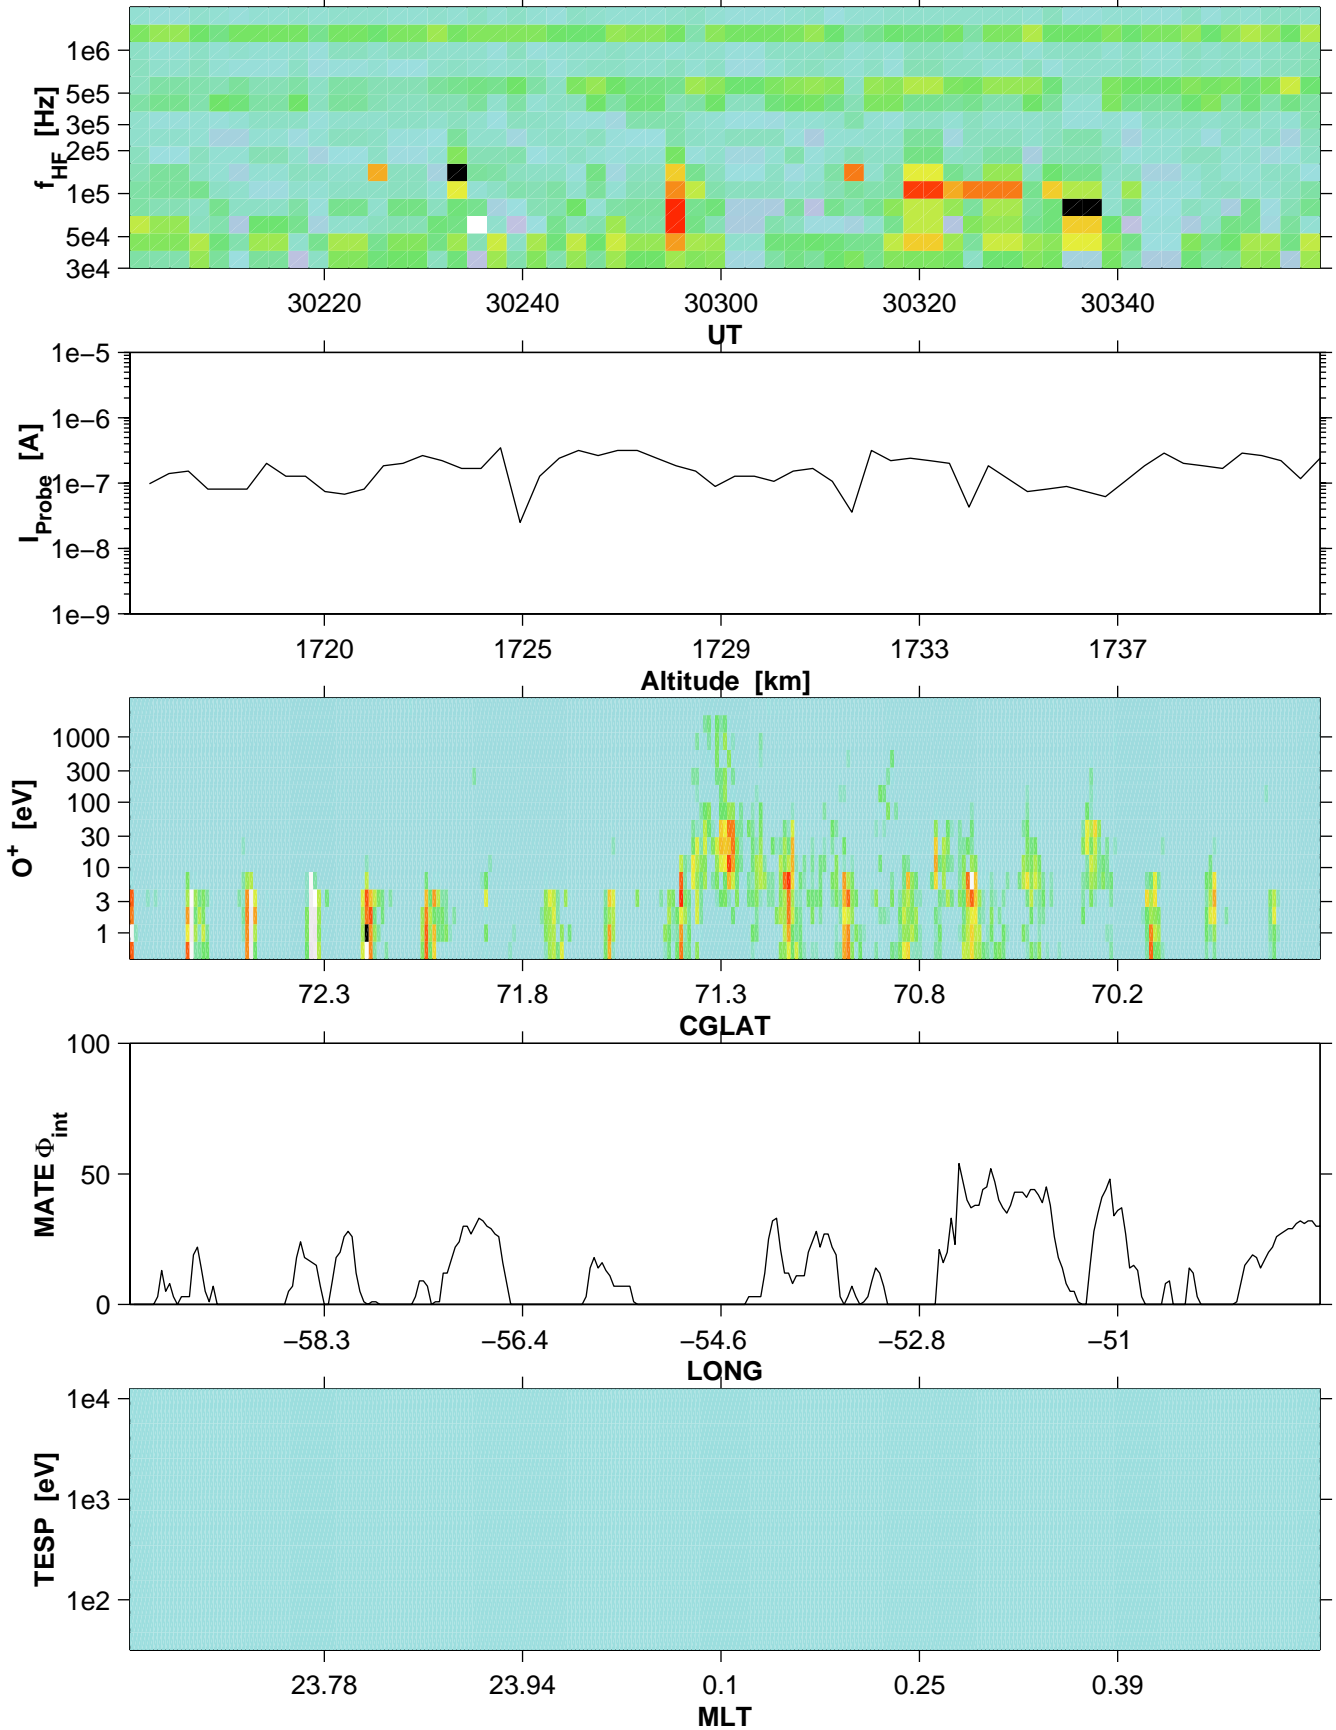 1e6
5e5
3e5
2e5
1e5
5e4
3e4
f_HF [Hz]
30220 30240 30300 30320 30340
UT
1e−5
1e−6
1e−7
1e−8
1e−9
I_Probe [A]
1720 1725 1729 1733 1737
Altitude [km]
1000
300
100
30
10
3
1
O⁺ [eV]
72.3 71.8 71.3 70.8 70.2
CGLAT
100
50
0
MATE Φ_int
−58.3 −56.4 −54.6 −52.8 −51
LONG
1e4
1e3
1e2
TESP [eV]
23.78 23.94 0.1 0.25 0.39
MLT